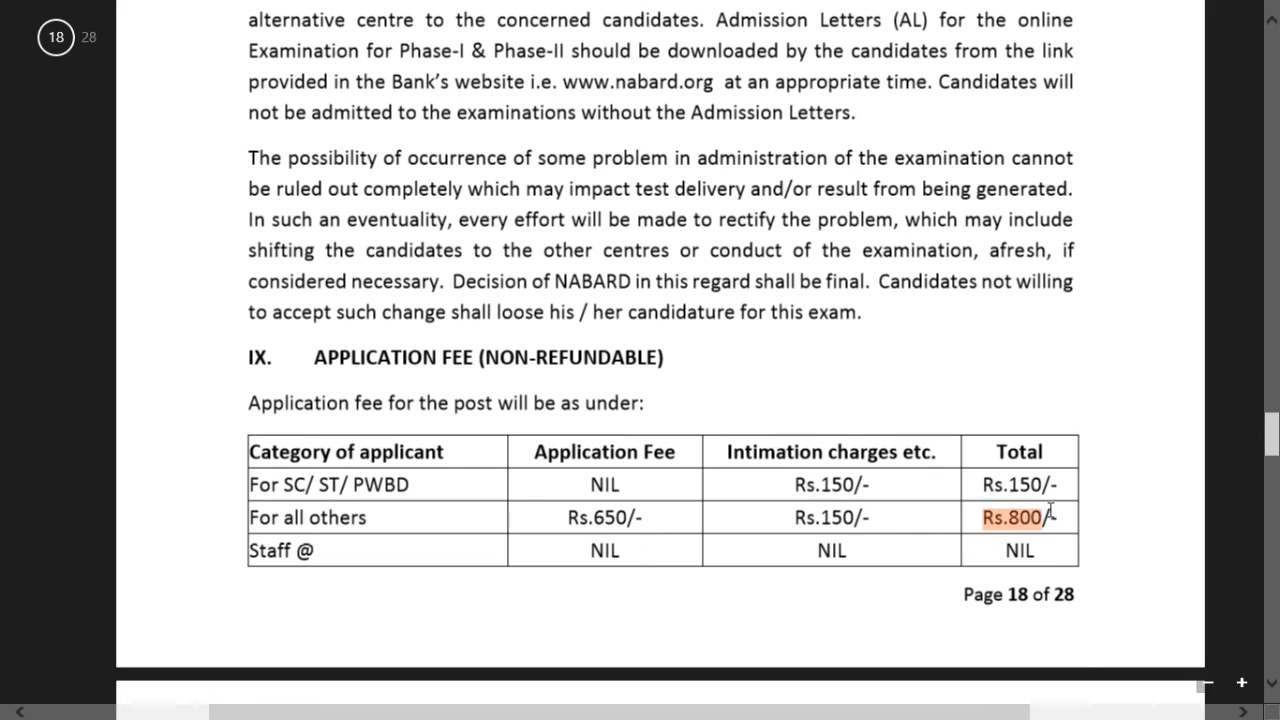 18 28
alternative centre to the concerned candidates. Admission Letters (AL) for the online
Examination for Phase-I & Phase-II should be downloaded by the candidates from the link
provided in the Bank's website i.e. www.nabard.org at an appropriate time. Candidates will
not be admitted to the examinations without the Admission Letters.
The possibility of occurrence of some problem in administration of the examination cannot
be ruled out completely which may impact test delivery and/or result from being generated.
In such an eventuality, every effort will be made to rectify the problem, which may include
shifting the candidates to the other centres or conduct of the examination, afresh, if
considered necessary. Decision of NABARD in this regard shall be final. Candidates not willing
to accept such change shall loose his / her candidature for this exam.
IX. APPLICATION FEE (NON-REFUNDABLE)
Application fee for the post will be as under:
Category of applicant Application Fee Intimation charges etc. Total
For SC/ ST/ PWBD NIL Rs.150/- Rs.150/-
For all others Rs.650/- Rs.150/- Rs.800/-
Staff @ NIL NIL NIL
Page 18 of 28